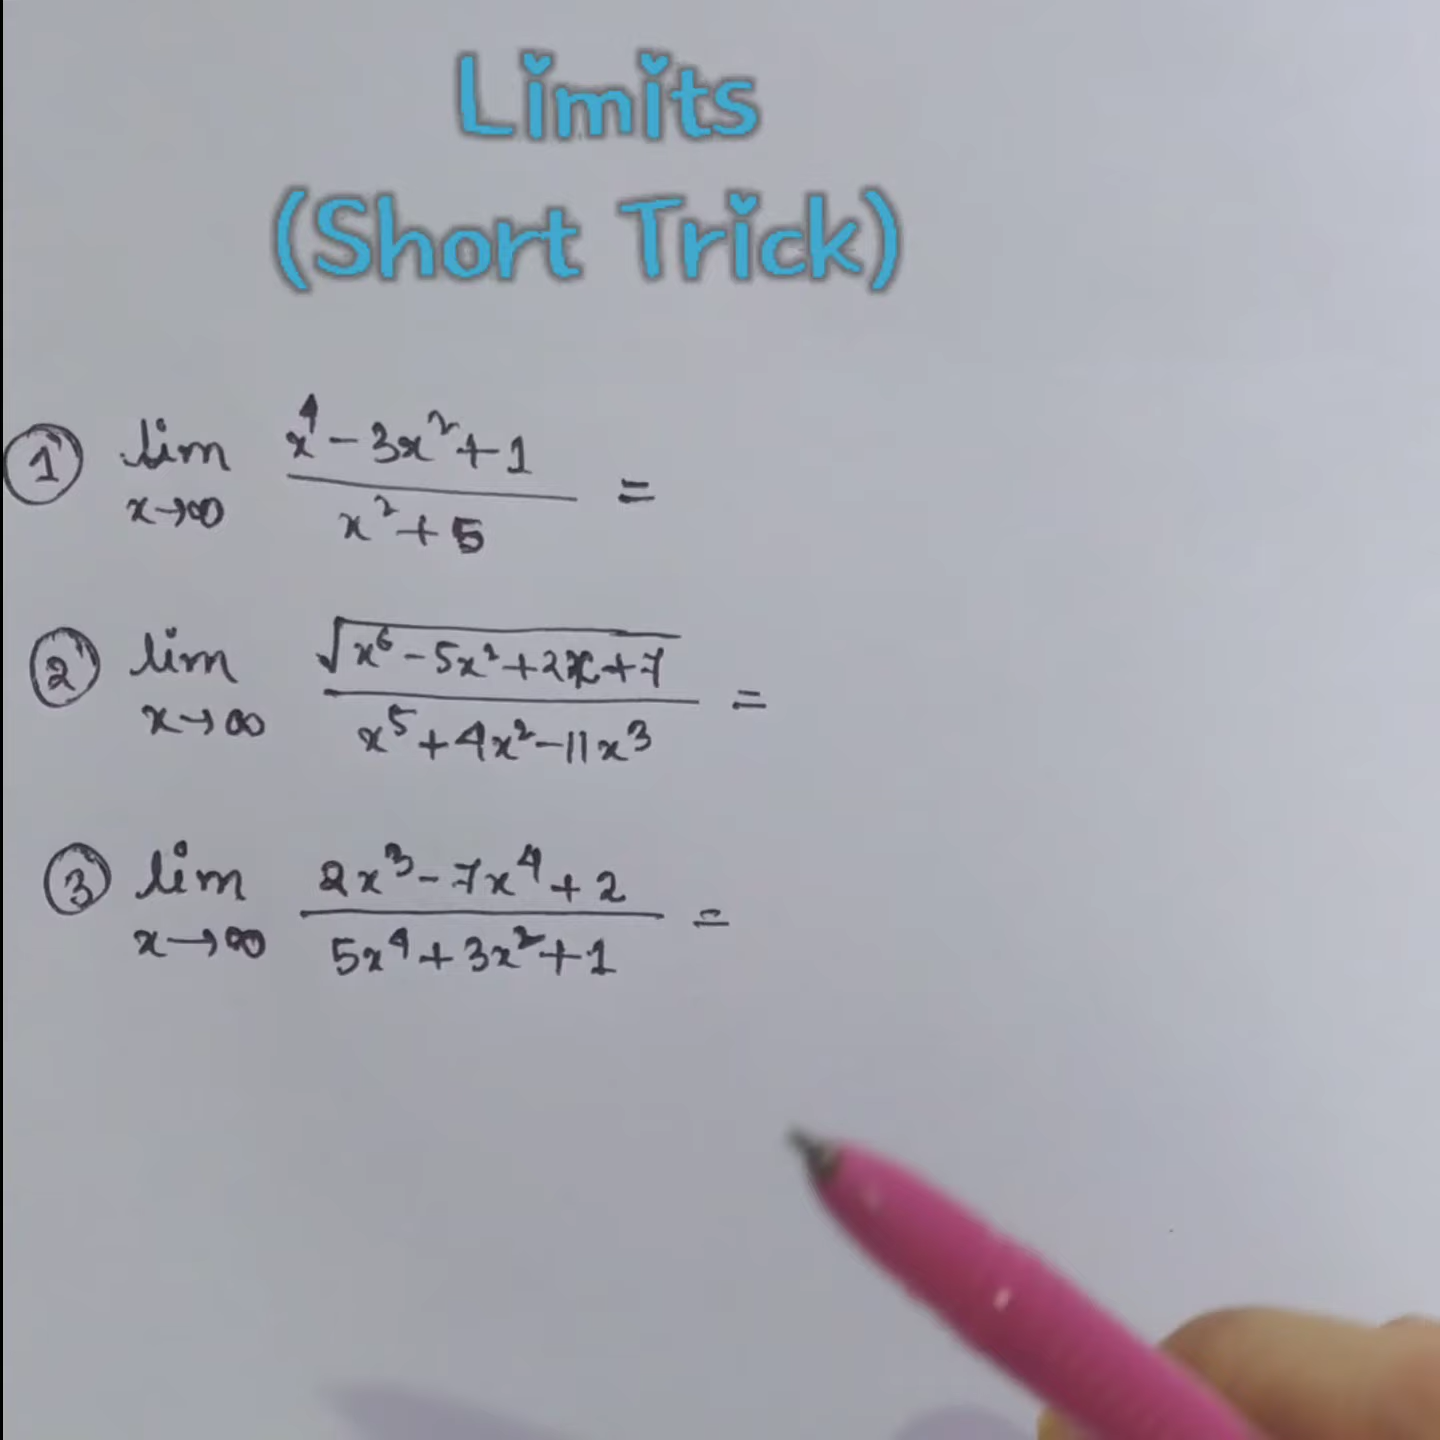 Limits
(Short Trick)
① lim x→∞ (x⁴ - 3x² + 1) / (x² + 5) =
② lim x→∞ √(x⁶ - 5x² + 2x + 7) / (x⁵ + 4x² - 11x³) =
③ lim x→∞ (2x³ - 7x⁴ + 2) / (5x⁴ + 3x² + 1) =